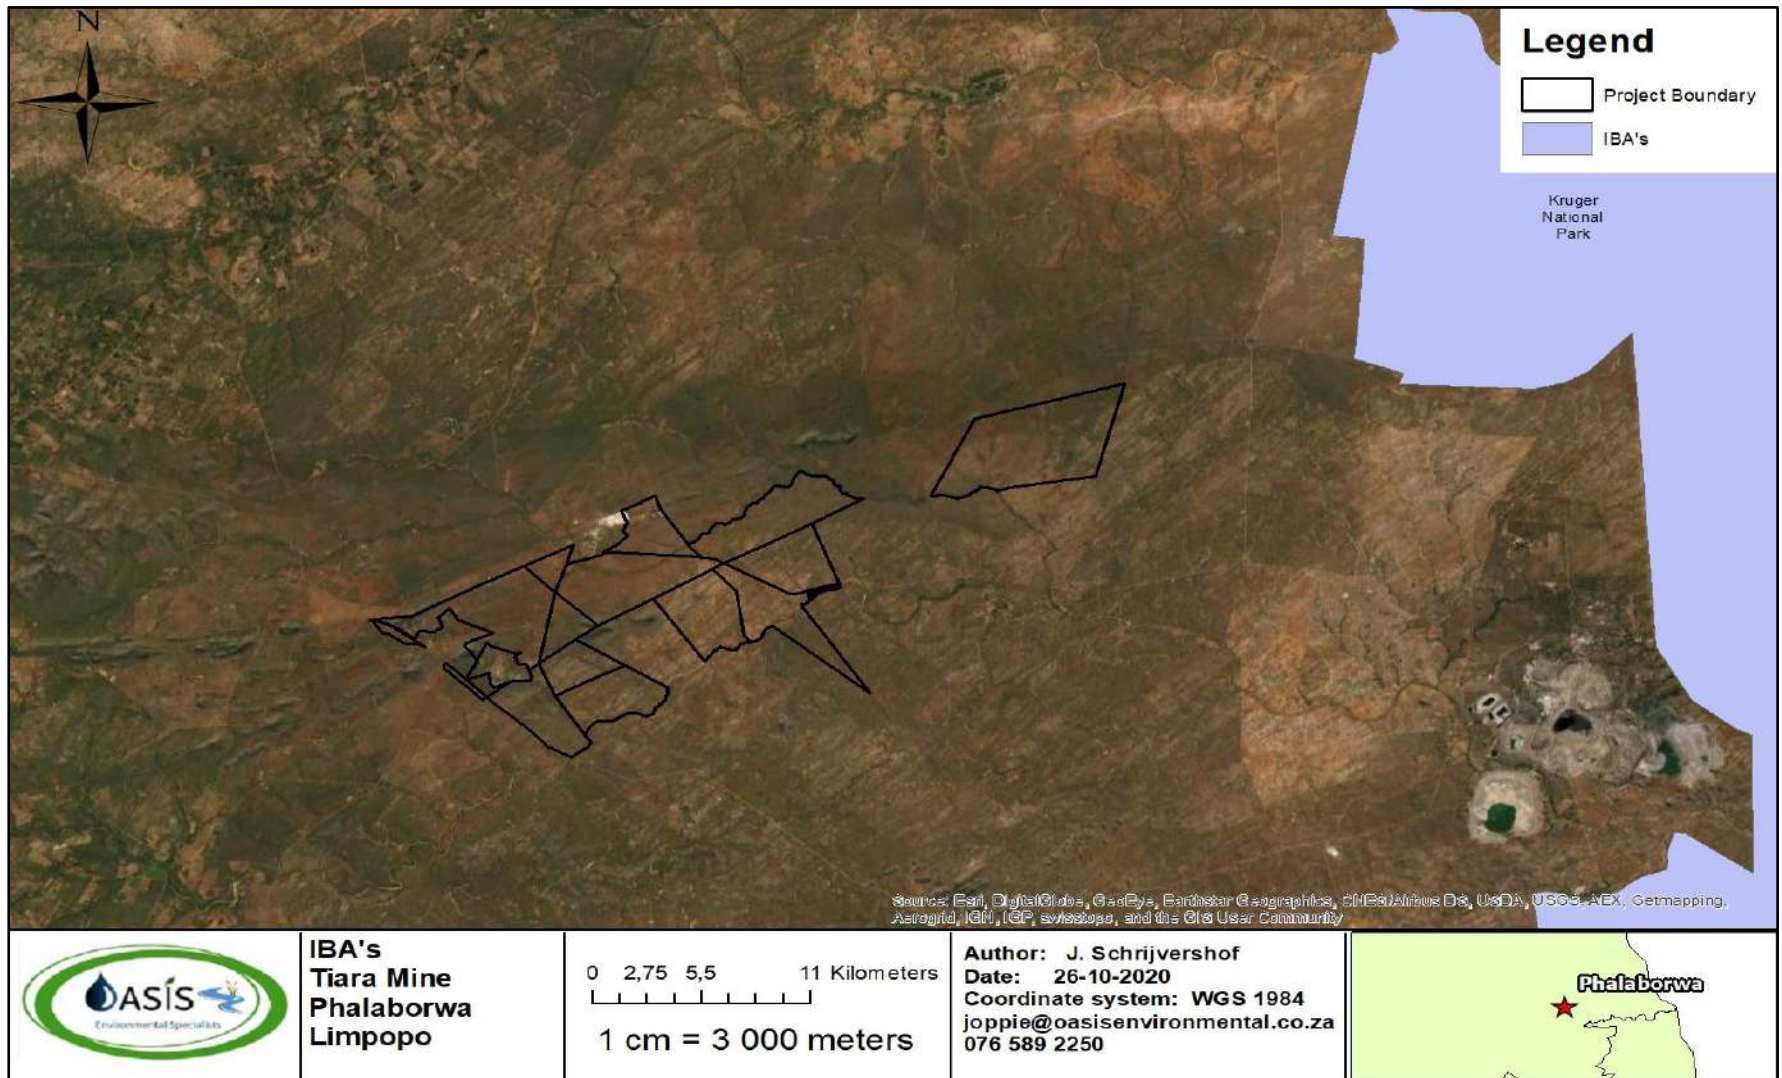 N
Legend
Project Boundary
IBA's
Kruger
National
Park
Source: Esri, DigitalGlobe, GeoEye, Earthstar Geographics, CNES/Airbus DS, USDA, USGS, AEX, Getmapping,
Aerogrid, IGN, IGP, swisstopo, and the GIS User Community
OASIS
Environmental Specialists
IBA's
Tiara Mine
Phalaborwa
Limpopo
0 2,75 5,5 11 Kilometers
1 cm = 3 000 meters
Author: J. Schrijvershof
Date: 26-10-2020
Coordinate system: WGS 1984
joppie@oasisenvironmental.co.za
076 589 2250
Phalaborwa